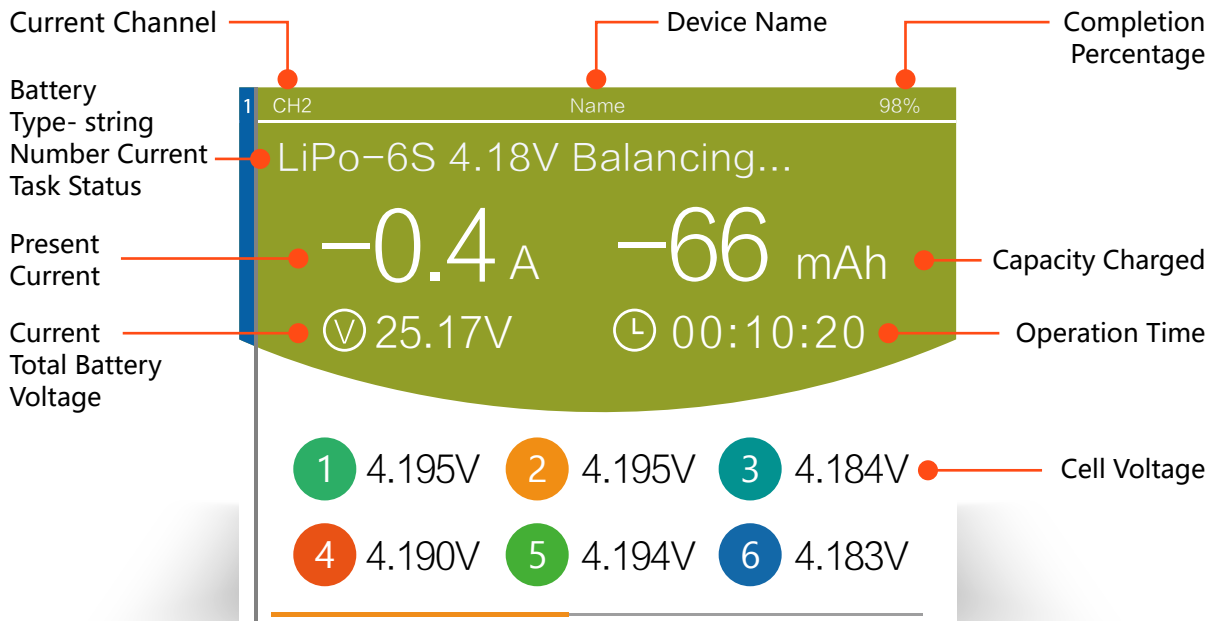 Current Channel
Device Name
Completion
Percentage
Battery
Type- string
Number Current
Task Status
1
CH2
Name
98%
LiPo-6S 4.18V Balancing...
Present
Current
-0.4 A
-66 mAh
Capacity Charged
Current
Total Battery
Voltage
V 25.17V
00:10:20
Operation Time
1 4.195V
2 4.195V
3 4.184V
Cell Voltage
4 4.190V
5 4.194V
6 4.183V